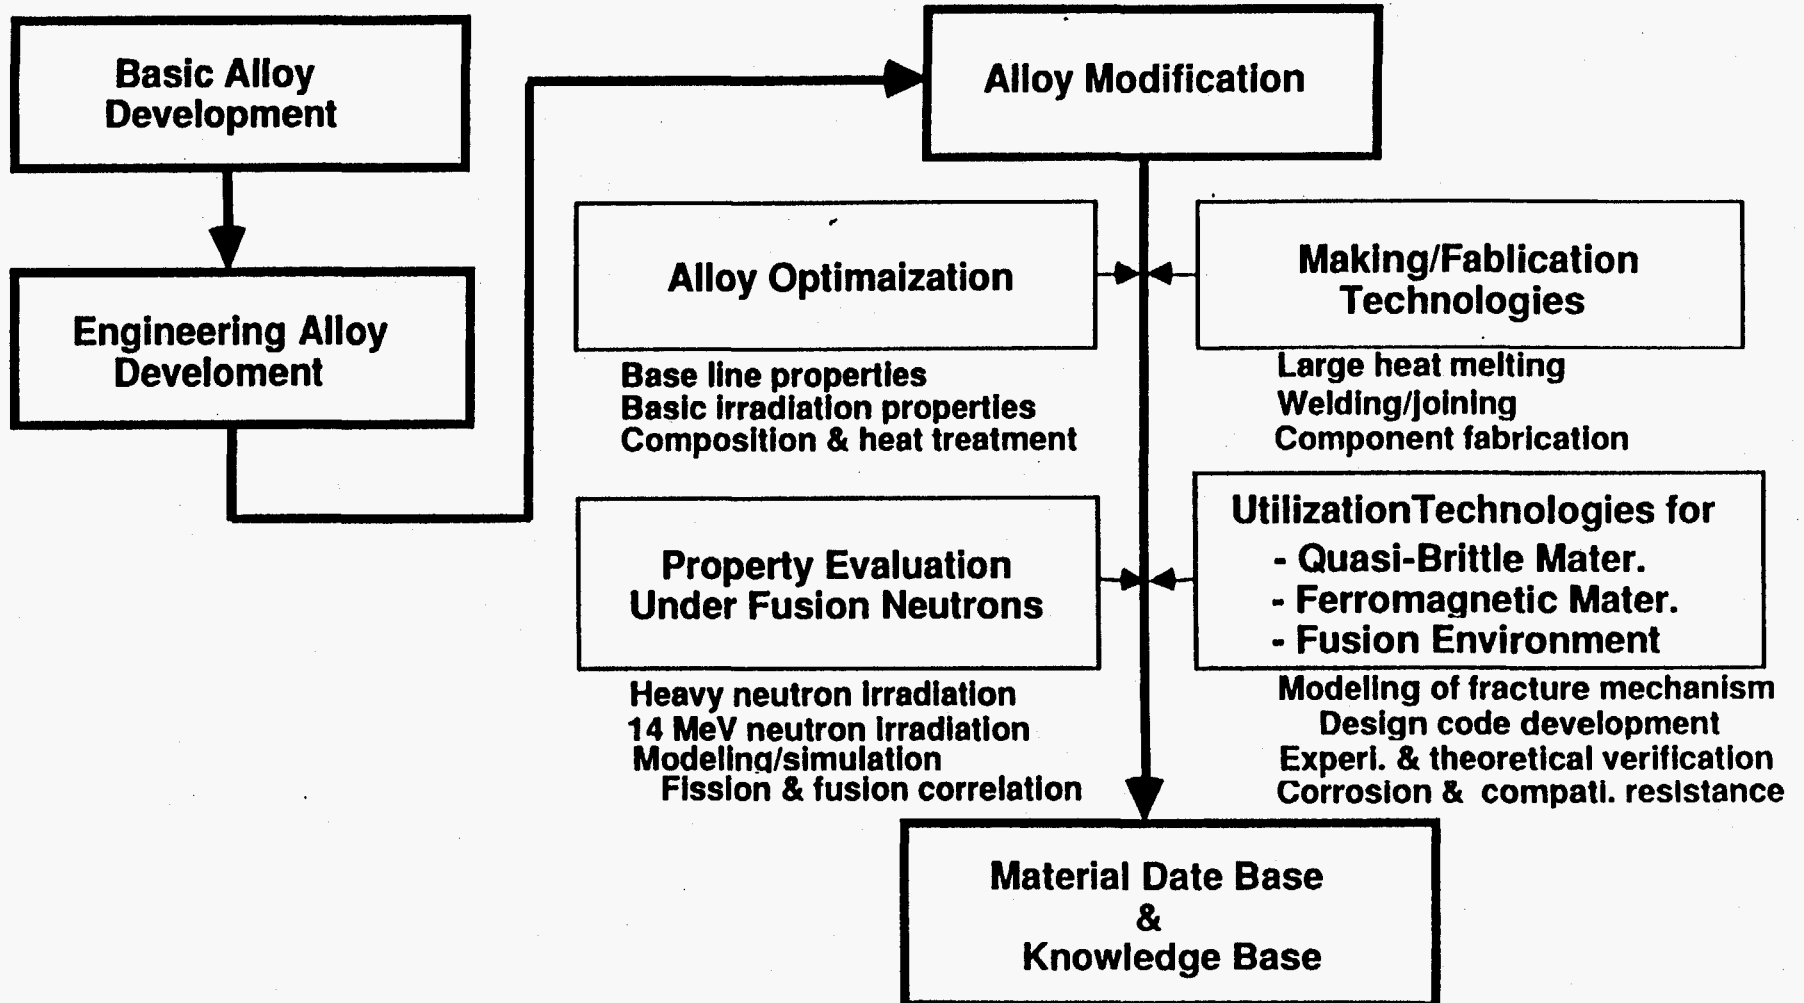 Basic Alloy
Development
Engineering Alloy
Develoment
Alloy Modification
Alloy Optimaization
Base line properties
Basic irradiation properties
Composition & heat treatment
Making/Fablication
Technologies
Large heat melting
Welding/joining
Component fabrication
Property Evaluation
Under Fusion Neutrons
Heavy neutron irradiation
14 MeV neutron irradiation
Modeling/simulation
Fission & fusion correlation
UtilizationTechnologies for
- Quasi-Brittle Mater.
- Ferromagnetic Mater.
- Fusion Environment
Modeling of fracture mechanism
Design code development
Experi. & theoretical verification
Corrosion & compati. resistance
Material Date Base
&
Knowledge Base